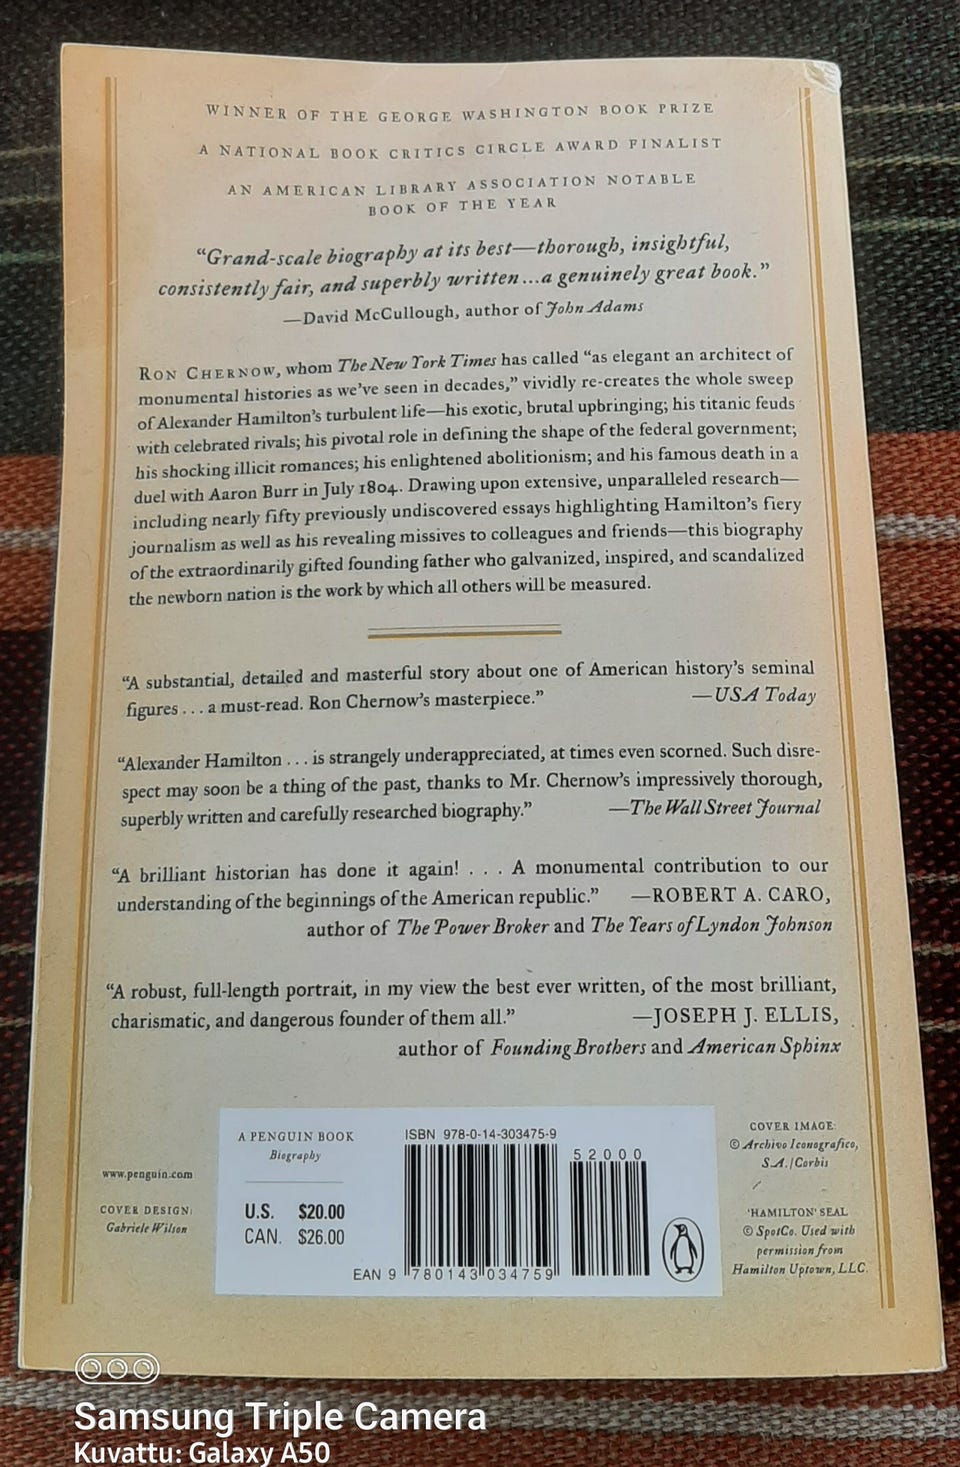 WINNER OF THE GEORGE WASHINGTON BOOK PRIZE
A NATIONAL BOOK CRITICS CIRCLE AWARD FINALIST
AN AMERICAN LIBRARY ASSOCIATION NOTABLE
BOOK OF THE YEAR
“Grand-scale biography at its best—thorough, insightful,
consistently fair, and superbly written...a genuinely great book.”
—David McCullough, author of John Adams
RON CHERNOW, whom The New York Times has called “as elegant an architect of
monumental histories as we’ve seen in decades,” vividly re-creates the whole sweep
of Alexander Hamilton’s turbulent life—his exotic, brutal upbringing; his titanic feuds
with celebrated rivals; his pivotal role in defining the shape of the federal government;
his shocking illicit romances; his enlightened abolitionism; and his famous death in a
duel with Aaron Burr in July 1804. Drawing upon extensive, unparalleled research—
including nearly fifty previously undiscovered essays highlighting Hamilton’s fiery
journalism as well as his revealing missives to colleagues and friends—this biography
of the extraordinarily gifted founding father who galvanized, inspired, and scandalized
the newborn nation is the work by which all others will be measured.
“A substantial, detailed and masterful story about one of American history’s seminal
figures . . . a must-read. Ron Chernow’s masterpiece.” —USA Today
“Alexander Hamilton . . . is strangely underappreciated, at times even scorned. Such disre-
spect may soon be a thing of the past, thanks to Mr. Chernow’s impressively thorough,
superbly written and carefully researched biography.” —The Wall Street Journal
“A brilliant historian has done it again! . . . A monumental contribution to our
understanding of the beginnings of the American republic.” —ROBERT A. CARO,
author of The Power Broker and The Years of Lyndon Johnson
“A robust, full-length portrait, in my view the best ever written, of the most brilliant,
charismatic, and dangerous founder of them all.” —JOSEPH J. ELLIS,
author of Founding Brothers and American Sphinx
www.penguin.com
COVER DESIGN:
Gabriele Wilson
A PENGUIN BOOK
Biography
U.S. $20.00
CAN. $26.00
ISBN 978-0-14-303475-9
52000
EAN 9 780143 034759
COVER IMAGE:
© Archivo Iconografico,
S.A./Corbis
‘HAMILTON’ SEAL
© SpotCo. Used with
permission from
Hamilton Uptown, LLC.
Samsung Triple Camera
Kuvattu: Galaxy A50